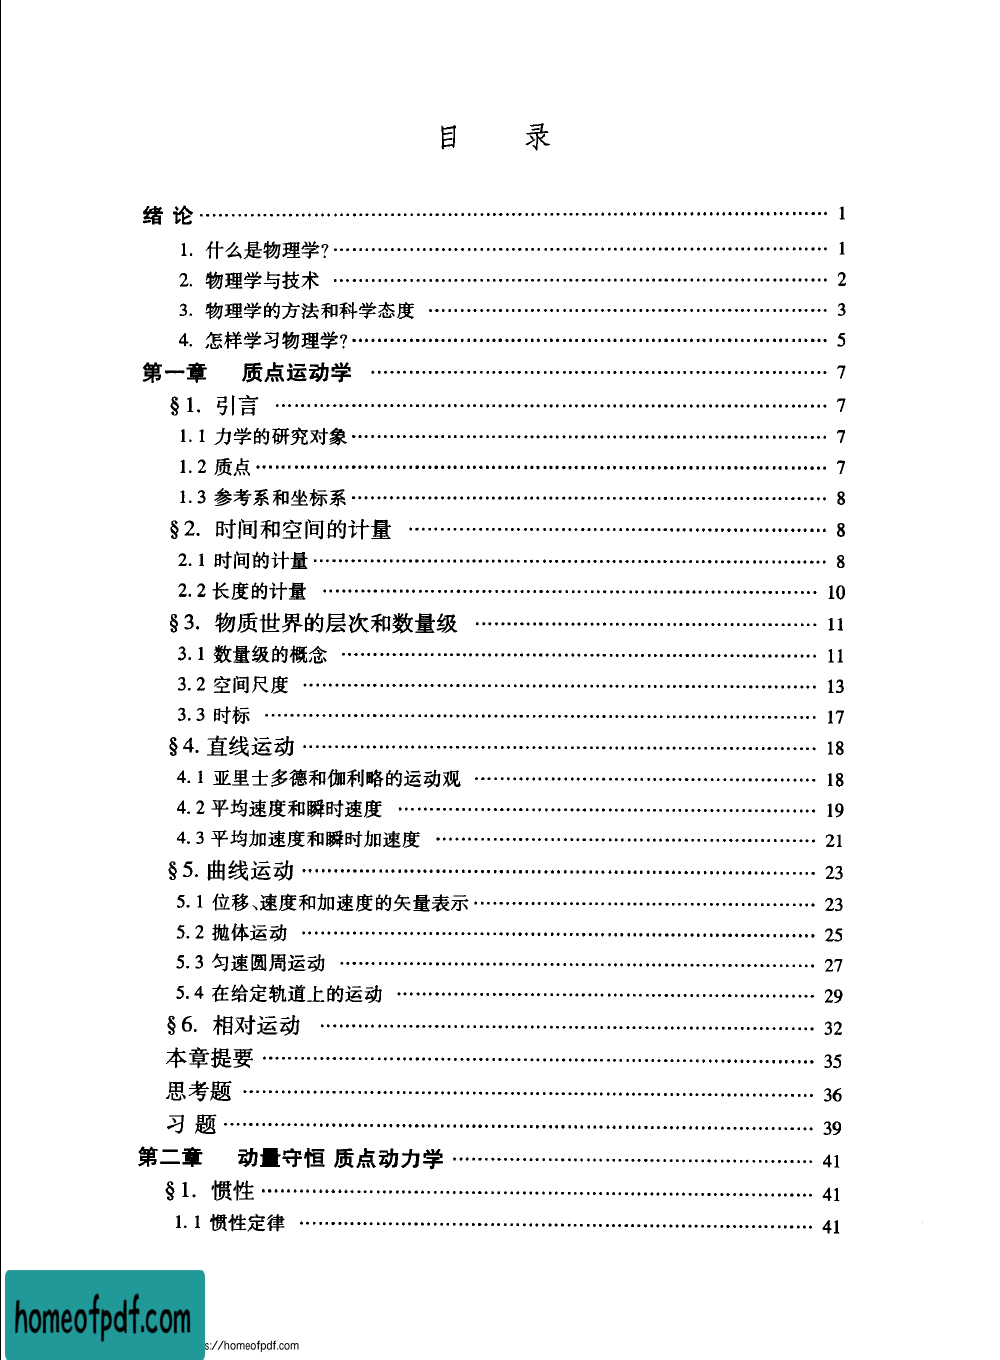 目 录
绪 论 …… 1
1. 什么是物理学? …… 1
2. 物理学与技术 …… 2
3. 物理学的方法和科学态度 …… 3
4. 怎样学习物理学? …… 5
第一章 质点运动学 …… 7
§1. 引言 …… 7
1.1 力学的研究对象 …… 7
1.2 质点 …… 7
1.3 参考系和坐标系 …… 8
§2. 时间和空间的计量 …… 8
2.1 时间的计量 …… 8
2.2 长度的计量 …… 10
§3. 物质世界的层次和数量级 …… 11
3.1 数量级的概念 …… 11
3.2 空间尺度 …… 13
3.3 时标 …… 17
§4. 直线运动 …… 18
4.1 亚里士多德和伽利略的运动观 …… 18
4.2 平均速度和瞬时速度 …… 19
4.3 平均加速度和瞬时加速度 …… 21
§5. 曲线运动 …… 23
5.1 位移、速度和加速度的矢量表示 …… 23
5.2 抛体运动 …… 25
5.3 匀速圆周运动 …… 27
5.4 在给定轨道上的运动 …… 29
§6. 相对运动 …… 32
本章提要 …… 35
思考题 …… 36
习 题 …… 39
第二章 动量守恒 质点动力学 …… 41
§1. 惯性 …… 41
1.1 惯性定律 …… 41
homeofpdf.com
s://homeofpdf.com